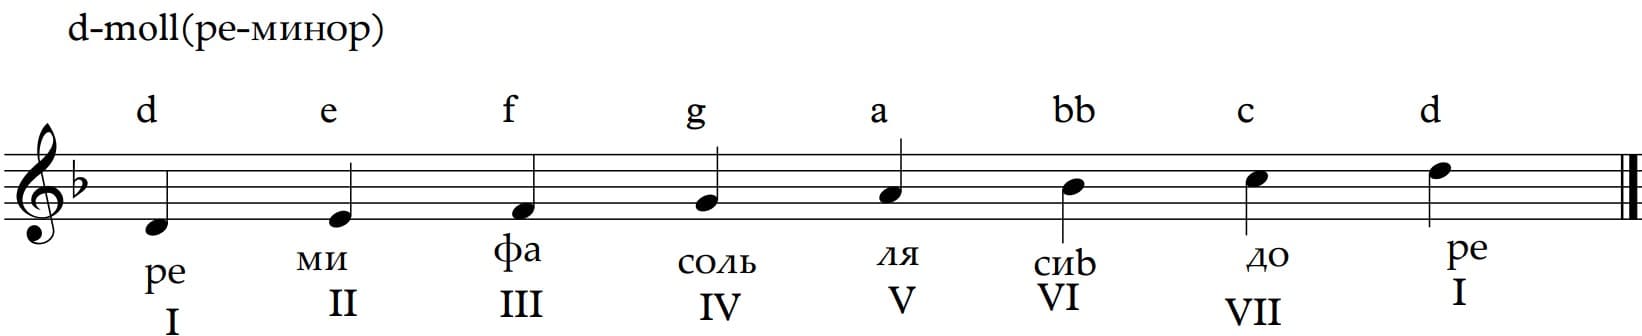 d-moll(ре-минор)
d e f g a bb c d
ре ми фа соль ля сиb до ре
I II III IV V VI VII I